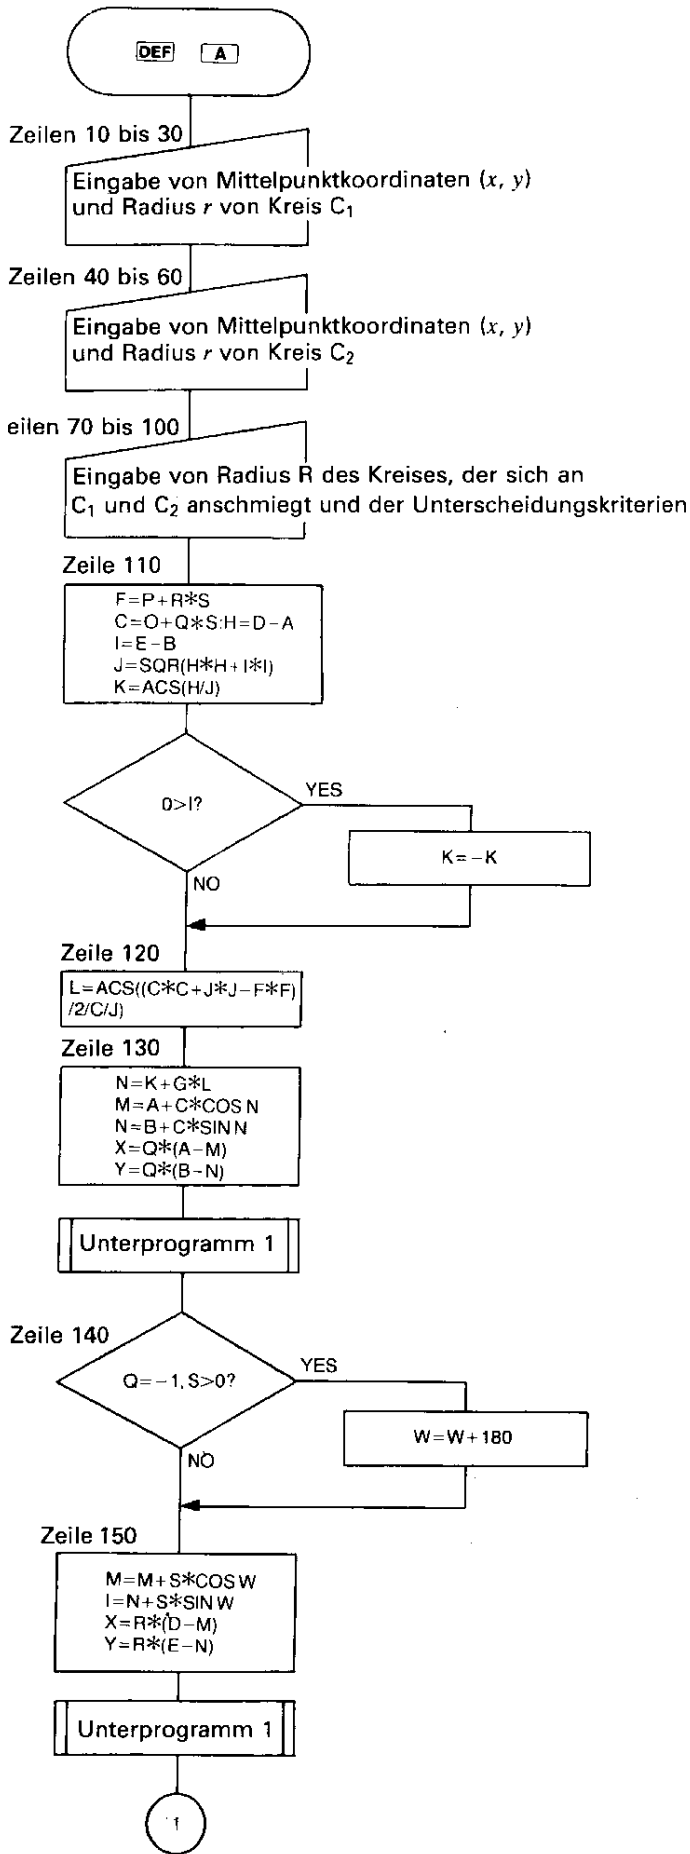 DEF A
Zeilen 10 bis 30
Eingabe von Mittelpunktkoordinaten (x, y)
und Radius r von Kreis C₁
Zeilen 40 bis 60
Eingabe von Mittelpunktkoordinaten (x, y)
und Radius r von Kreis C₂
eilen 70 bis 100
Eingabe von Radius R des Kreises, der sich an
C₁ und C₂ anschmiegt und der Unterscheidungskriterien
Zeile 110
F=P+R*S
C=O+Q*S:H=D-A
I=E-B
J=SQR(H*H+I*I)
K=ACS(H/J)
0>I?
YES
K=-K
NO
Zeile 120
L=ACS((C*C+J*J-F*F)
/2/C/J)
Zeile 130
N=K+G*L
M=A+C*COS N
N=B+C*SIN N
X=Q*(A-M)
Y=Q*(B-N)
Unterprogramm 1
Zeile 140
Q=-1, S>0?
YES
W=W+180
NO
Zeile 150
M=M+S*COS W
I=N+S*SIN W
X=R*(D-M)
Y=R*(E-N)
Unterprogramm 1
1